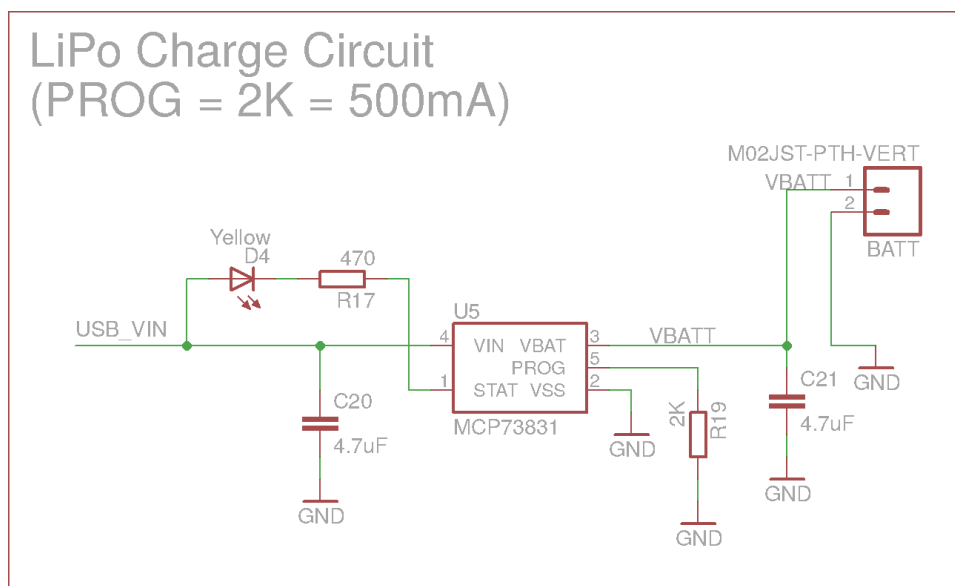 LiPo Charge Circuit
(PROG = 2K = 500mA)
M02JST-PTH-VERT
VBATT 1
2
BATT
GND
Yellow
D4
470
R17
USB_VIN
U5
4 VIN VBAT 3
PROG 5
1 STAT VSS 2
MCP73831
VBATT
C20
4.7uF
GND
GND
2K
R19
GND
C21
4.7uF
GND